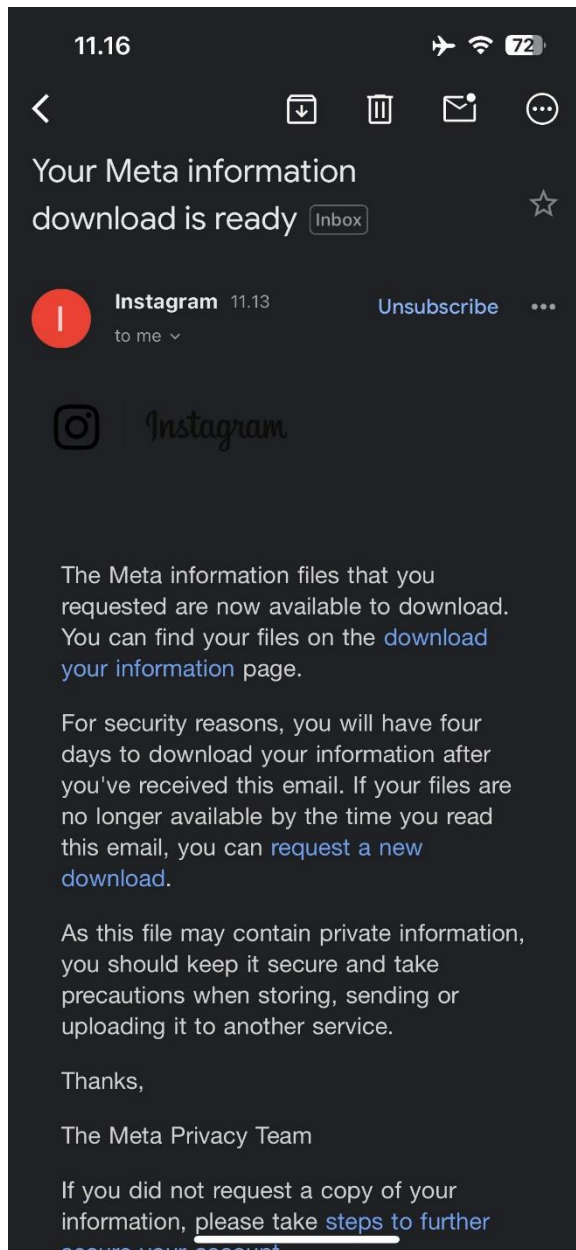 11.16
72
Your Meta information
download is ready Inbox
I
Instagram 11.13
Unsubscribe
to me
Instagram
The Meta information files that you
requested are now available to download.
You can find your files on the download
your information page.
For security reasons, you will have four
days to download your information after
you've received this email. If your files are
no longer available by the time you read
this email, you can request a new
download.
As this file may contain private information,
you should keep it secure and take
precautions when storing, sending or
uploading it to another service.
Thanks,
The Meta Privacy Team
If you did not request a copy of your
information, please take steps to further
secure your account